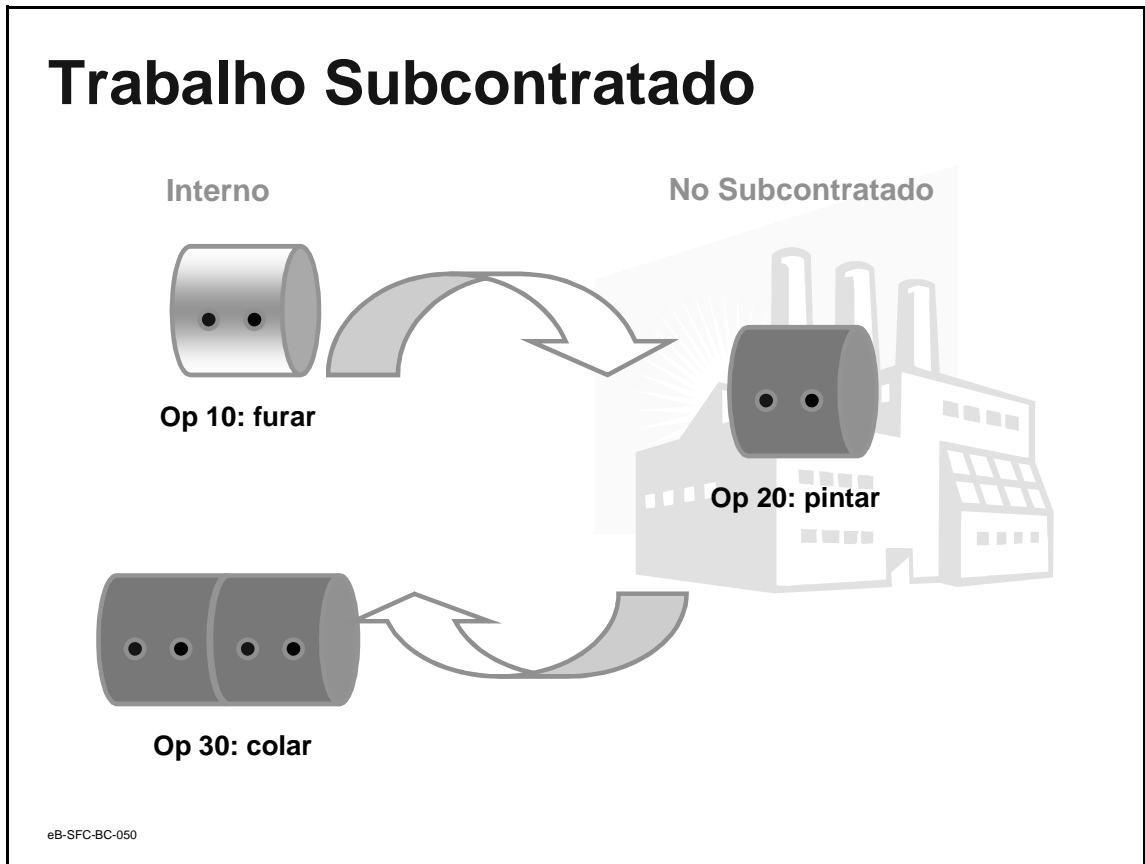 Trabalho Subcontratado
Interno
No Subcontratado
Op 10: furar
Op 20: pintar
Op 30: colar
eB-SFC-BC-050